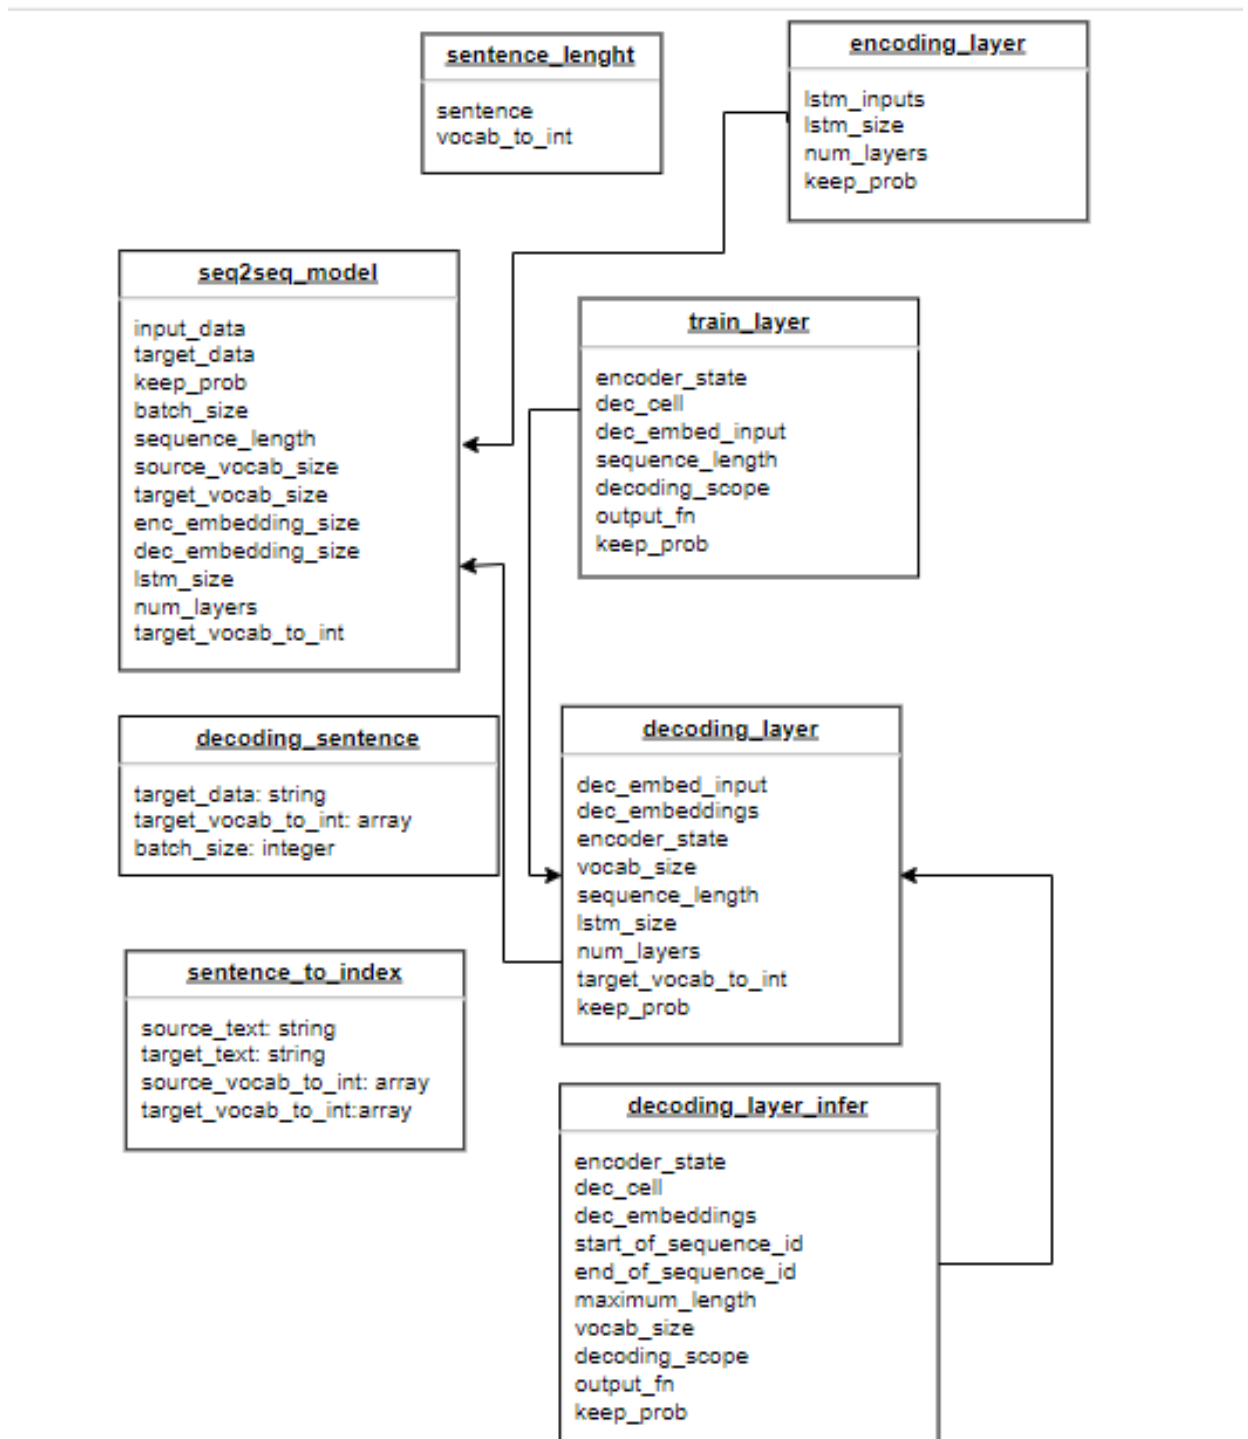 sentence_lenght
sentence
vocab_to_int
encoding_layer
lstm_inputs
lstm_size
num_layers
keep_prob
seq2seq_model
input_data
target_data
keep_prob
batch_size
sequence_length
source_vocab_size
target_vocab_size
enc_embedding_size
dec_embedding_size
lstm_size
num_layers
target_vocab_to_int
train_layer
encoder_state
dec_cell
dec_embed_input
sequence_length
decoding_scope
output_fn
keep_prob
decoding_sentence
target_data: string
target_vocab_to_int: array
batch_size: integer
decoding_layer
dec_embed_input
dec_embeddings
encoder_state
vocab_size
sequence_length
lstm_size
num_layers
target_vocab_to_int
keep_prob
sentence_to_index
source_text: string
target_text: string
source_vocab_to_int: array
target_vocab_to_int:array
decoding_layer_infer
encoder_state
dec_cell
dec_embeddings
start_of_sequence_id
end_of_sequence_id
maximum_length
vocab_size
decoding_scope
output_fn
keep_prob